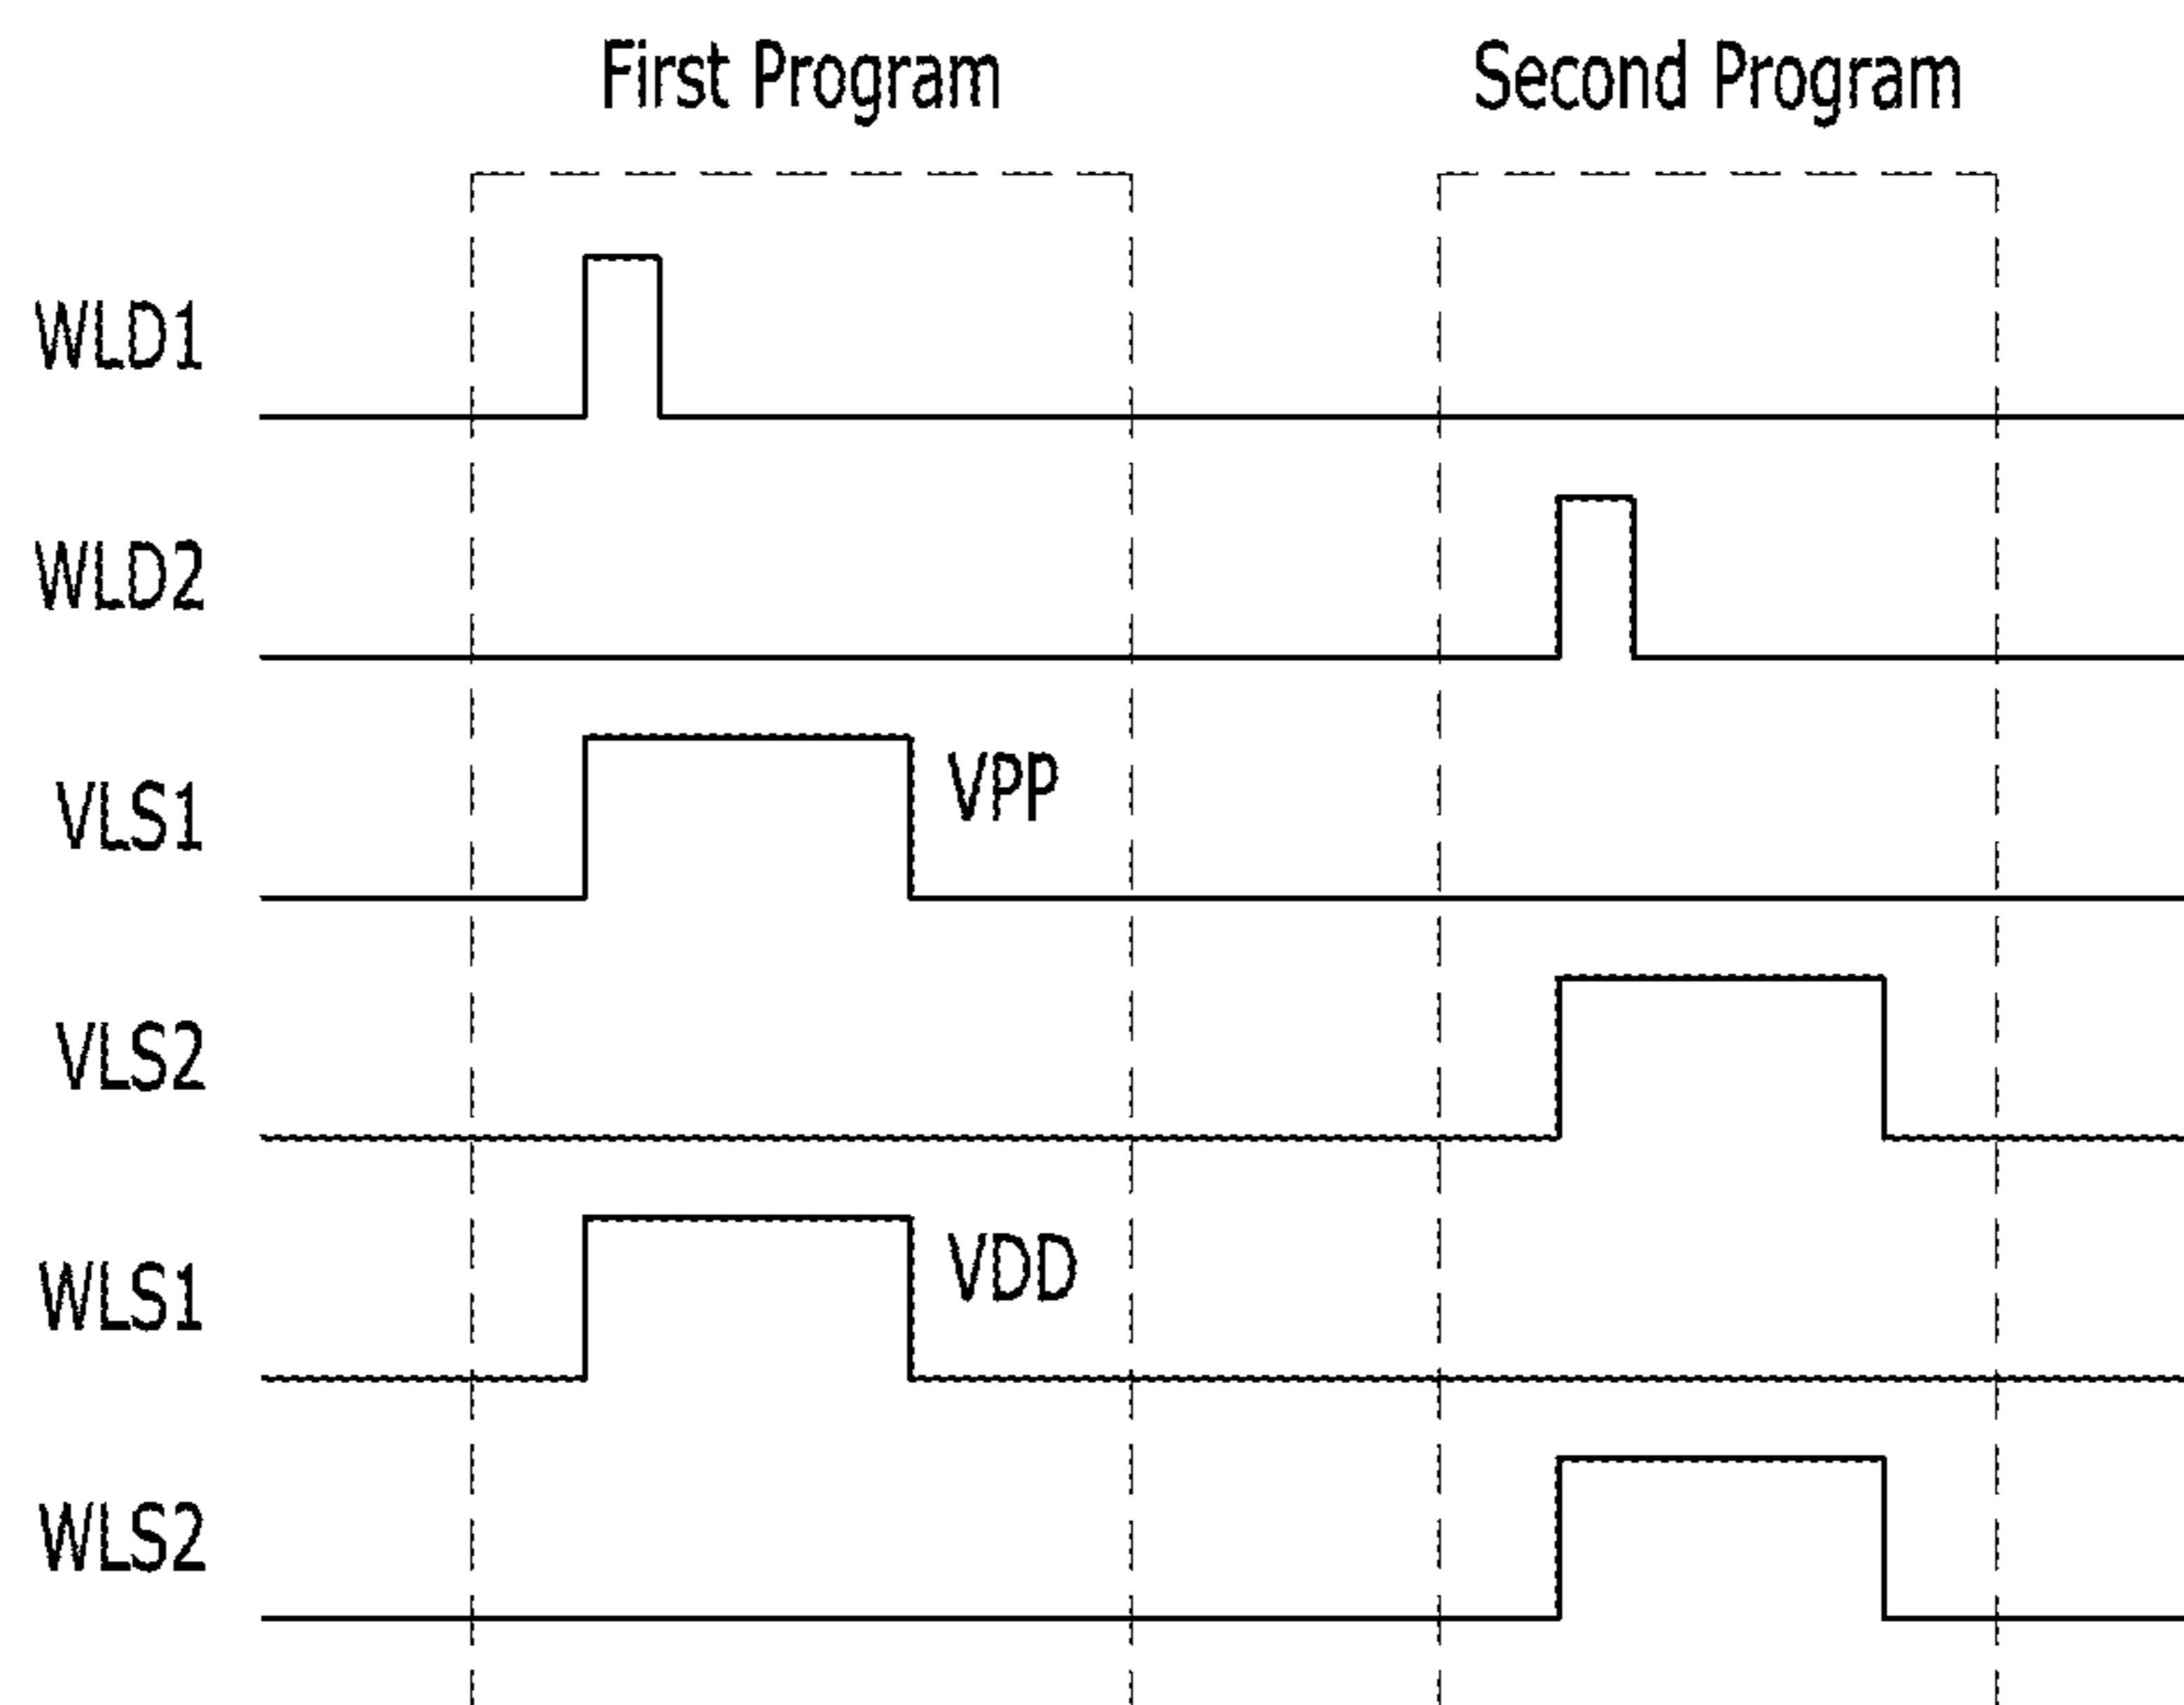 First Program Second Program
WLD1
WLD2
VLS1 VPP
VLS2
WLS1 VDD
WLS2